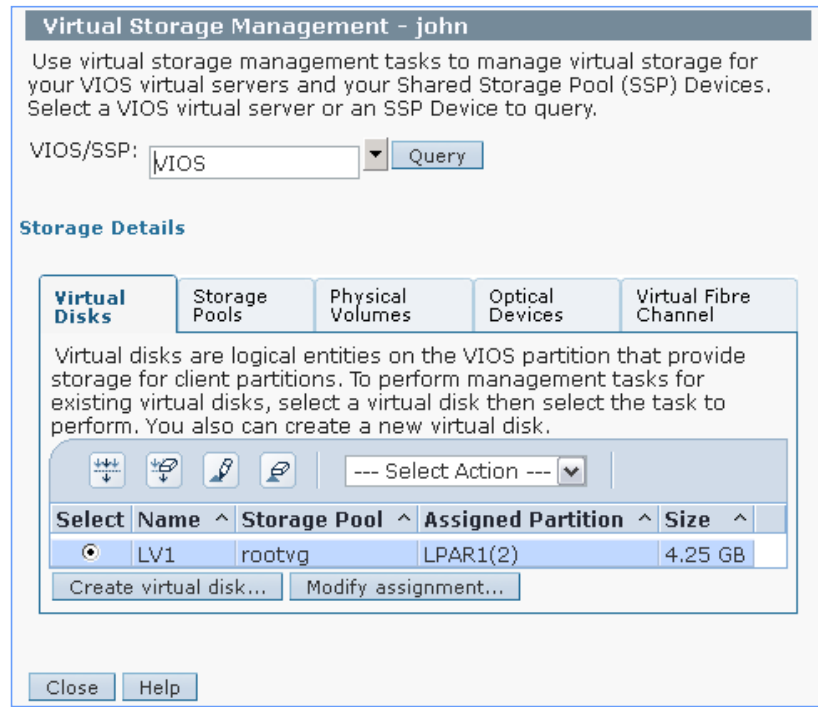 Virtual Storage Management - john
Use virtual storage management tasks to manage virtual storage for
your VIOS virtual servers and your Shared Storage Pool (SSP) Devices.
Select a VIOS virtual server or an SSP Device to query.
VIOS/SSP: VIOS Query
Storage Details
Virtual Disks Storage Pools Physical Volumes Optical Devices Virtual Fibre Channel
Virtual disks are logical entities on the VIOS partition that provide
storage for client partitions. To perform management tasks for
existing virtual disks, select a virtual disk then select the task to
perform. You also can create a new virtual disk.
--- Select Action ---
Select Name ^ Storage Pool ^ Assigned Partition ^ Size ^
LV1 rootvg LPAR1(2) 4.25 GB
Create virtual disk... Modify assignment...
Close Help